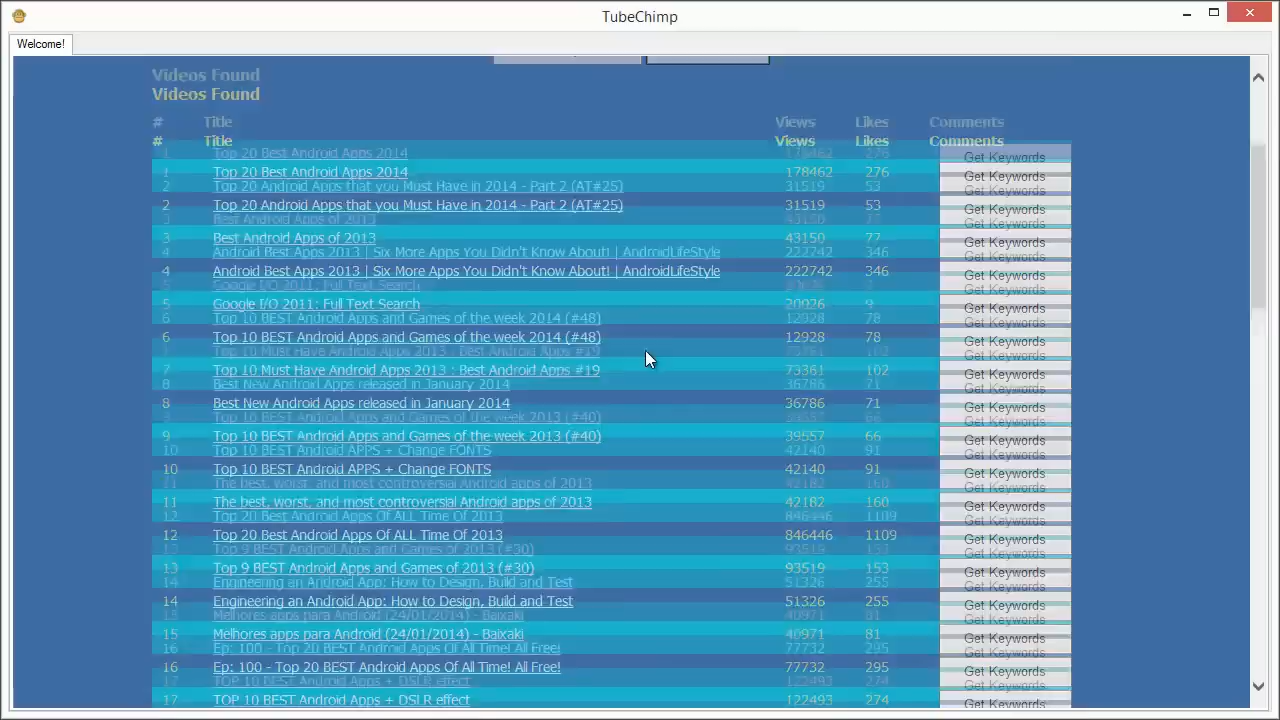 TubeChimp
Welcome!
Videos Found
# Title Views Likes Comments
1 Top 20 Best Android Apps 2014 178462 276 Get Keywords
2 Top 20 Android Apps that you Must Have in 2014 - Part 2 (AT#25) 31519 53 Get Keywords
3 Best Android Apps of 2013 43150 77 Get Keywords
4 Android Best Apps 2013 | Six More Apps You Didn't Know About! | AndroidLifeStyle 222742 346 Get Keywords
5 Google I/O 2011: Full Text Search 20926 9 Get Keywords
6 Top 10 BEST Android Apps and Games of the week 2014 (#48) 12928 78 Get Keywords
7 Top 10 Must Have Android Apps 2013 : Best Android Apps #19 73361 102 Get Keywords
8 Best New Android Apps released in January 2014 36786 71 Get Keywords
9 Top 10 BEST Android Apps and Games of the week 2013 (#40) 39557 66 Get Keywords
10 Top 10 BEST Android APPS + Change FONTS 42140 91 Get Keywords
11 The best, worst, and most controversial Android apps of 2013 42182 160 Get Keywords
12 Top 20 Best Android Apps Of ALL Time Of 2013 846446 1109 Get Keywords
13 Top 9 BEST Android Apps and Games of 2013 (#30) 93519 153 Get Keywords
14 Engineering an Android App: How to Design, Build and Test 51326 255 Get Keywords
15 Melhores apps para Android (24/01/2014) - Baixaki 40971 81 Get Keywords
16 Ep: 100 - Top 20 BEST Android Apps Of All Time! All Free! 77732 295 Get Keywords
17 TOP 10 BEST Android Apps + DSLR effect 122493 274 Get Keywords